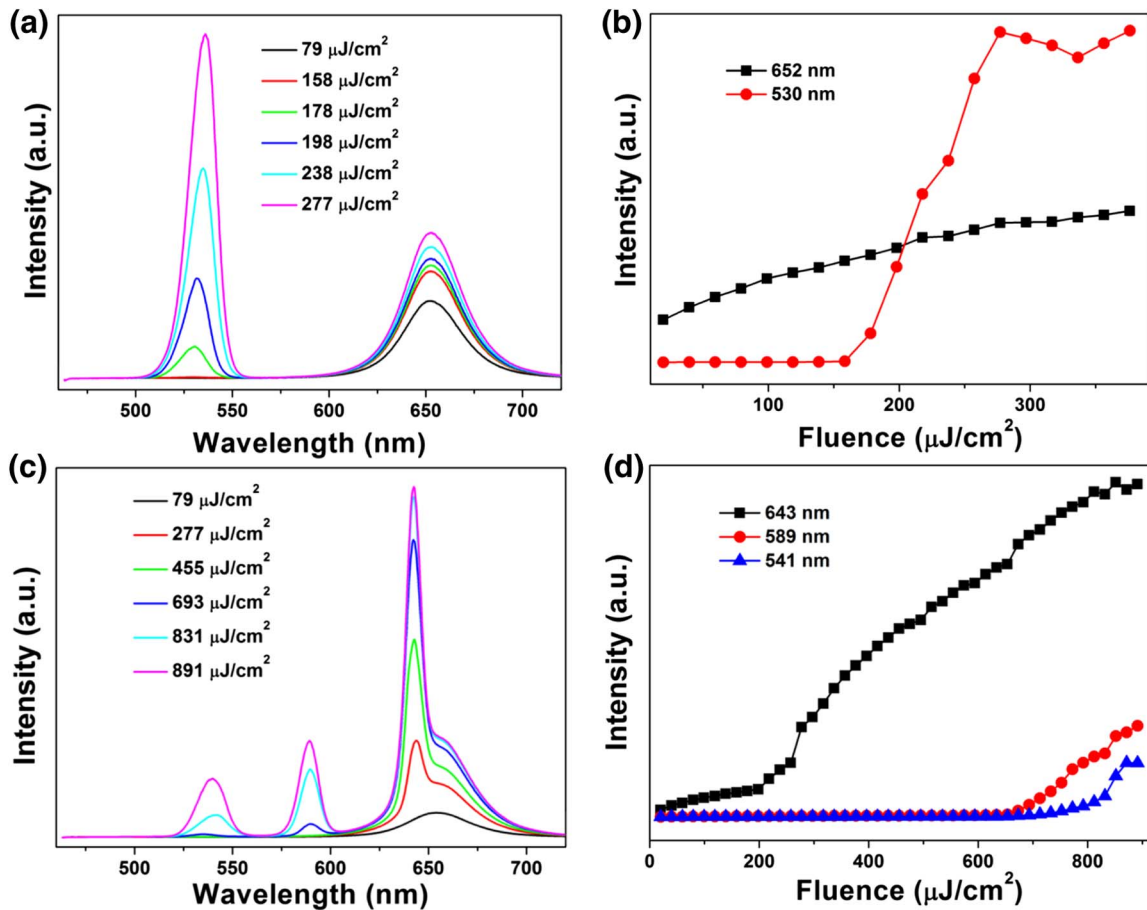 (a)
79 μJ/cm2
158 μJ/cm2
178 μJ/cm2
198 μJ/cm2
238 μJ/cm2
277 μJ/cm2
Intensity (a.u.)
500 550 600 650 700
Wavelength (nm)
(b)
652 nm
530 nm
Intensity (a.u.)
100 200 300
Fluence (μJ/cm2)
(c)
79 μJ/cm2
277 μJ/cm2
455 μJ/cm2
693 μJ/cm2
831 μJ/cm2
891 μJ/cm2
Intensity (a.u.)
500 550 600 650 700
Wavelength (nm)
(d)
643 nm
589 nm
541 nm
Intensity (a.u.)
0 200 400 600 800
Fluence (μJ/cm2)